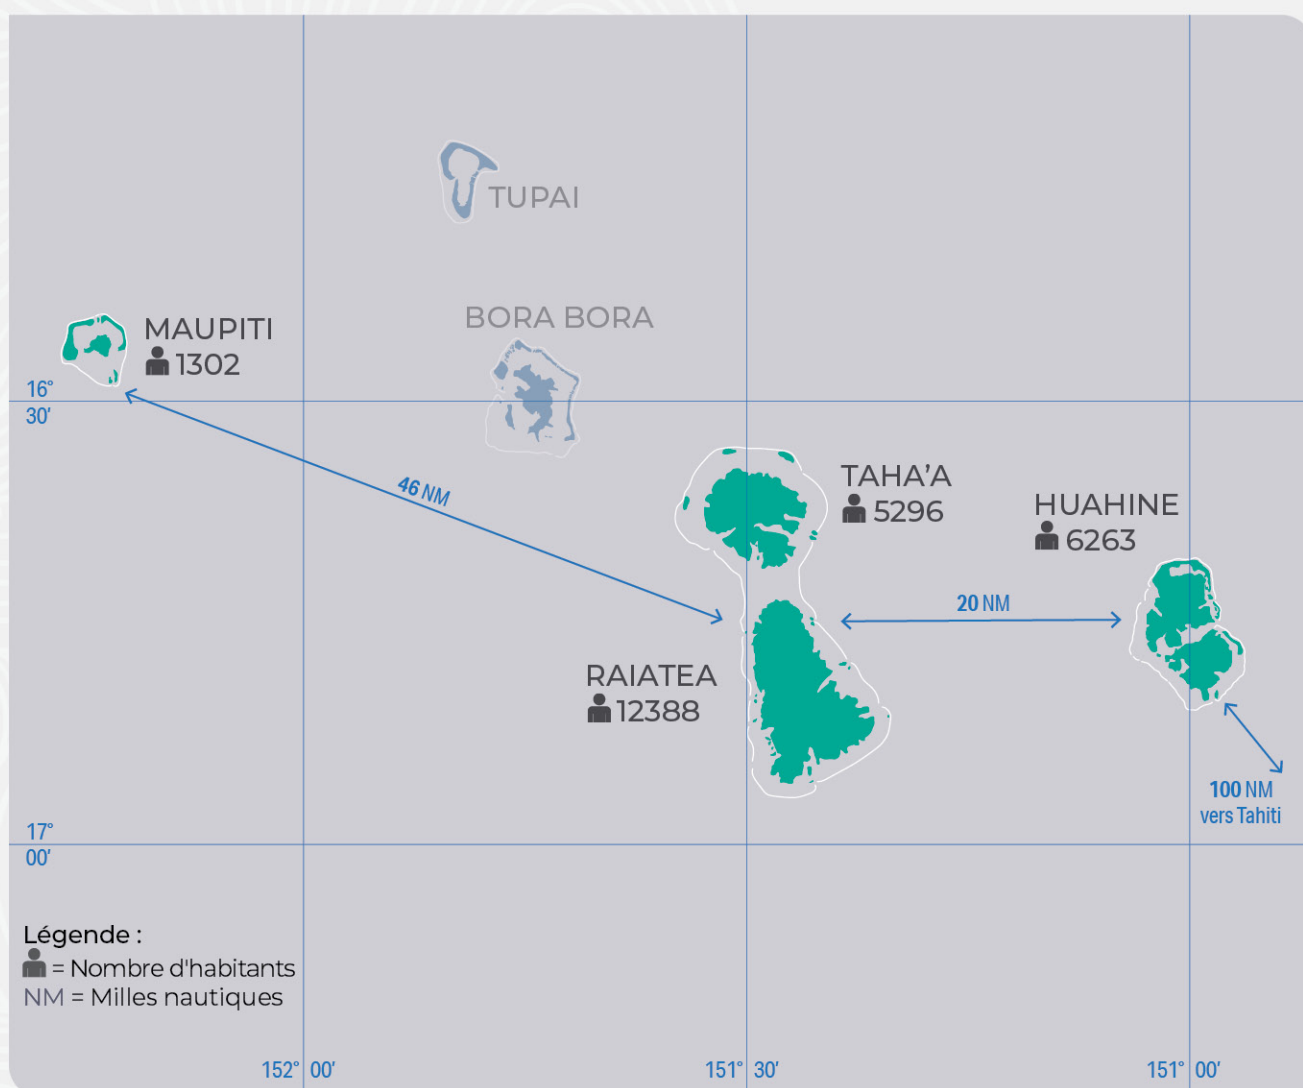 TUPAI
BORA BORA
MAUPITI
1302
16°
30'
46 NM
TAHA'A
5296
HUAHINE
6263
20 NM
RAIATEA
12388
100 NM
vers Tahiti
17°
00'
Légende :
= Nombre d'habitants
NM = Milles nautiques
152° 00'
151° 30'
151° 00'